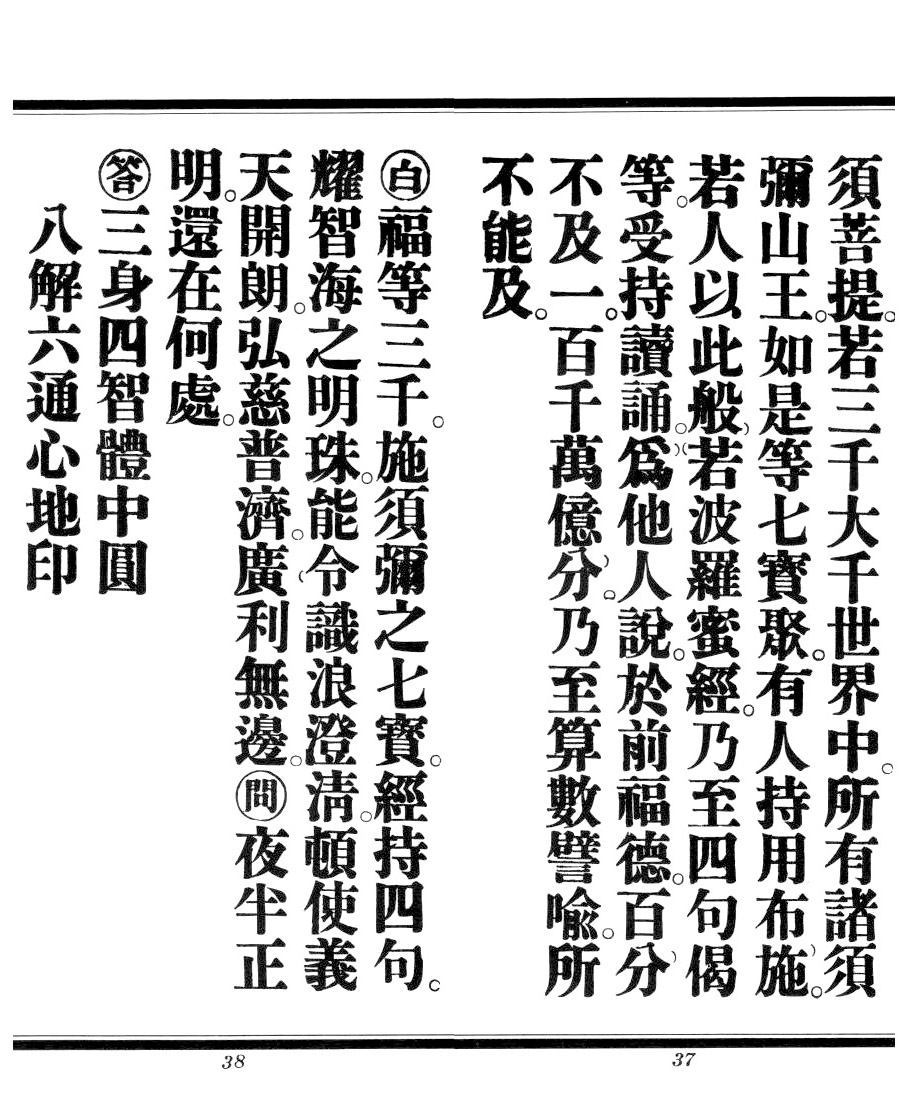 須菩提。若三千大千世界中。所有諸須
彌山王。如是等七寶聚。有人持用布施。
若人以此般若波羅蜜經。乃至四句偈
等。受持讀誦。爲他人說。於前福德。百分
不及一。百千萬億分。乃至算數譬喻。所
不能及。
㊀白福等三千。施須彌之七寶。經持四句。
耀智海之明珠。能令識浪澄清。頓使義
天開朗。弘慈普濟。廣利無邊。問夜半正
明。還在何處。
答三身四智體中圓
八解六通心地印
37
38